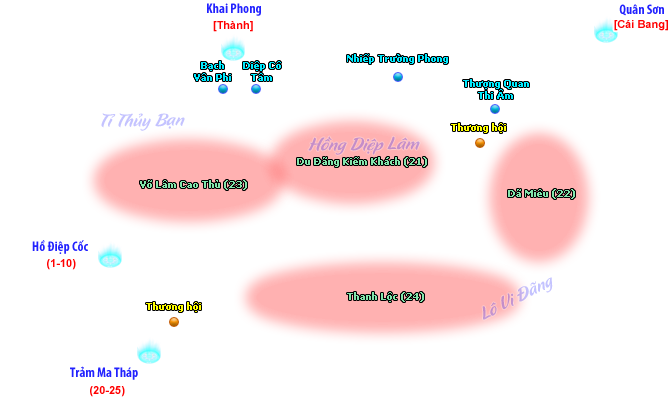 Khai Phong
[Thành]
Quân Sơn
[Cái Bang]
Bạch
Vân Phi
Diệp Cô
Tâm
Nhiếp Trường Phong
Thượng Quan
Thi Âm
Tĩ Thủy Bạn
Thương hội
Hồng Diệp Lâm
Du Đãng Kiếm Khách (21)
Võ Lâm Cao Thủ (23)
Dã Miêu (22)
Hồ Điệp Cốc
(1-10)
Thanh Lộc (24)
Lô Vi Đãng
Thương hội
Trảm Ma Tháp
(20-25)